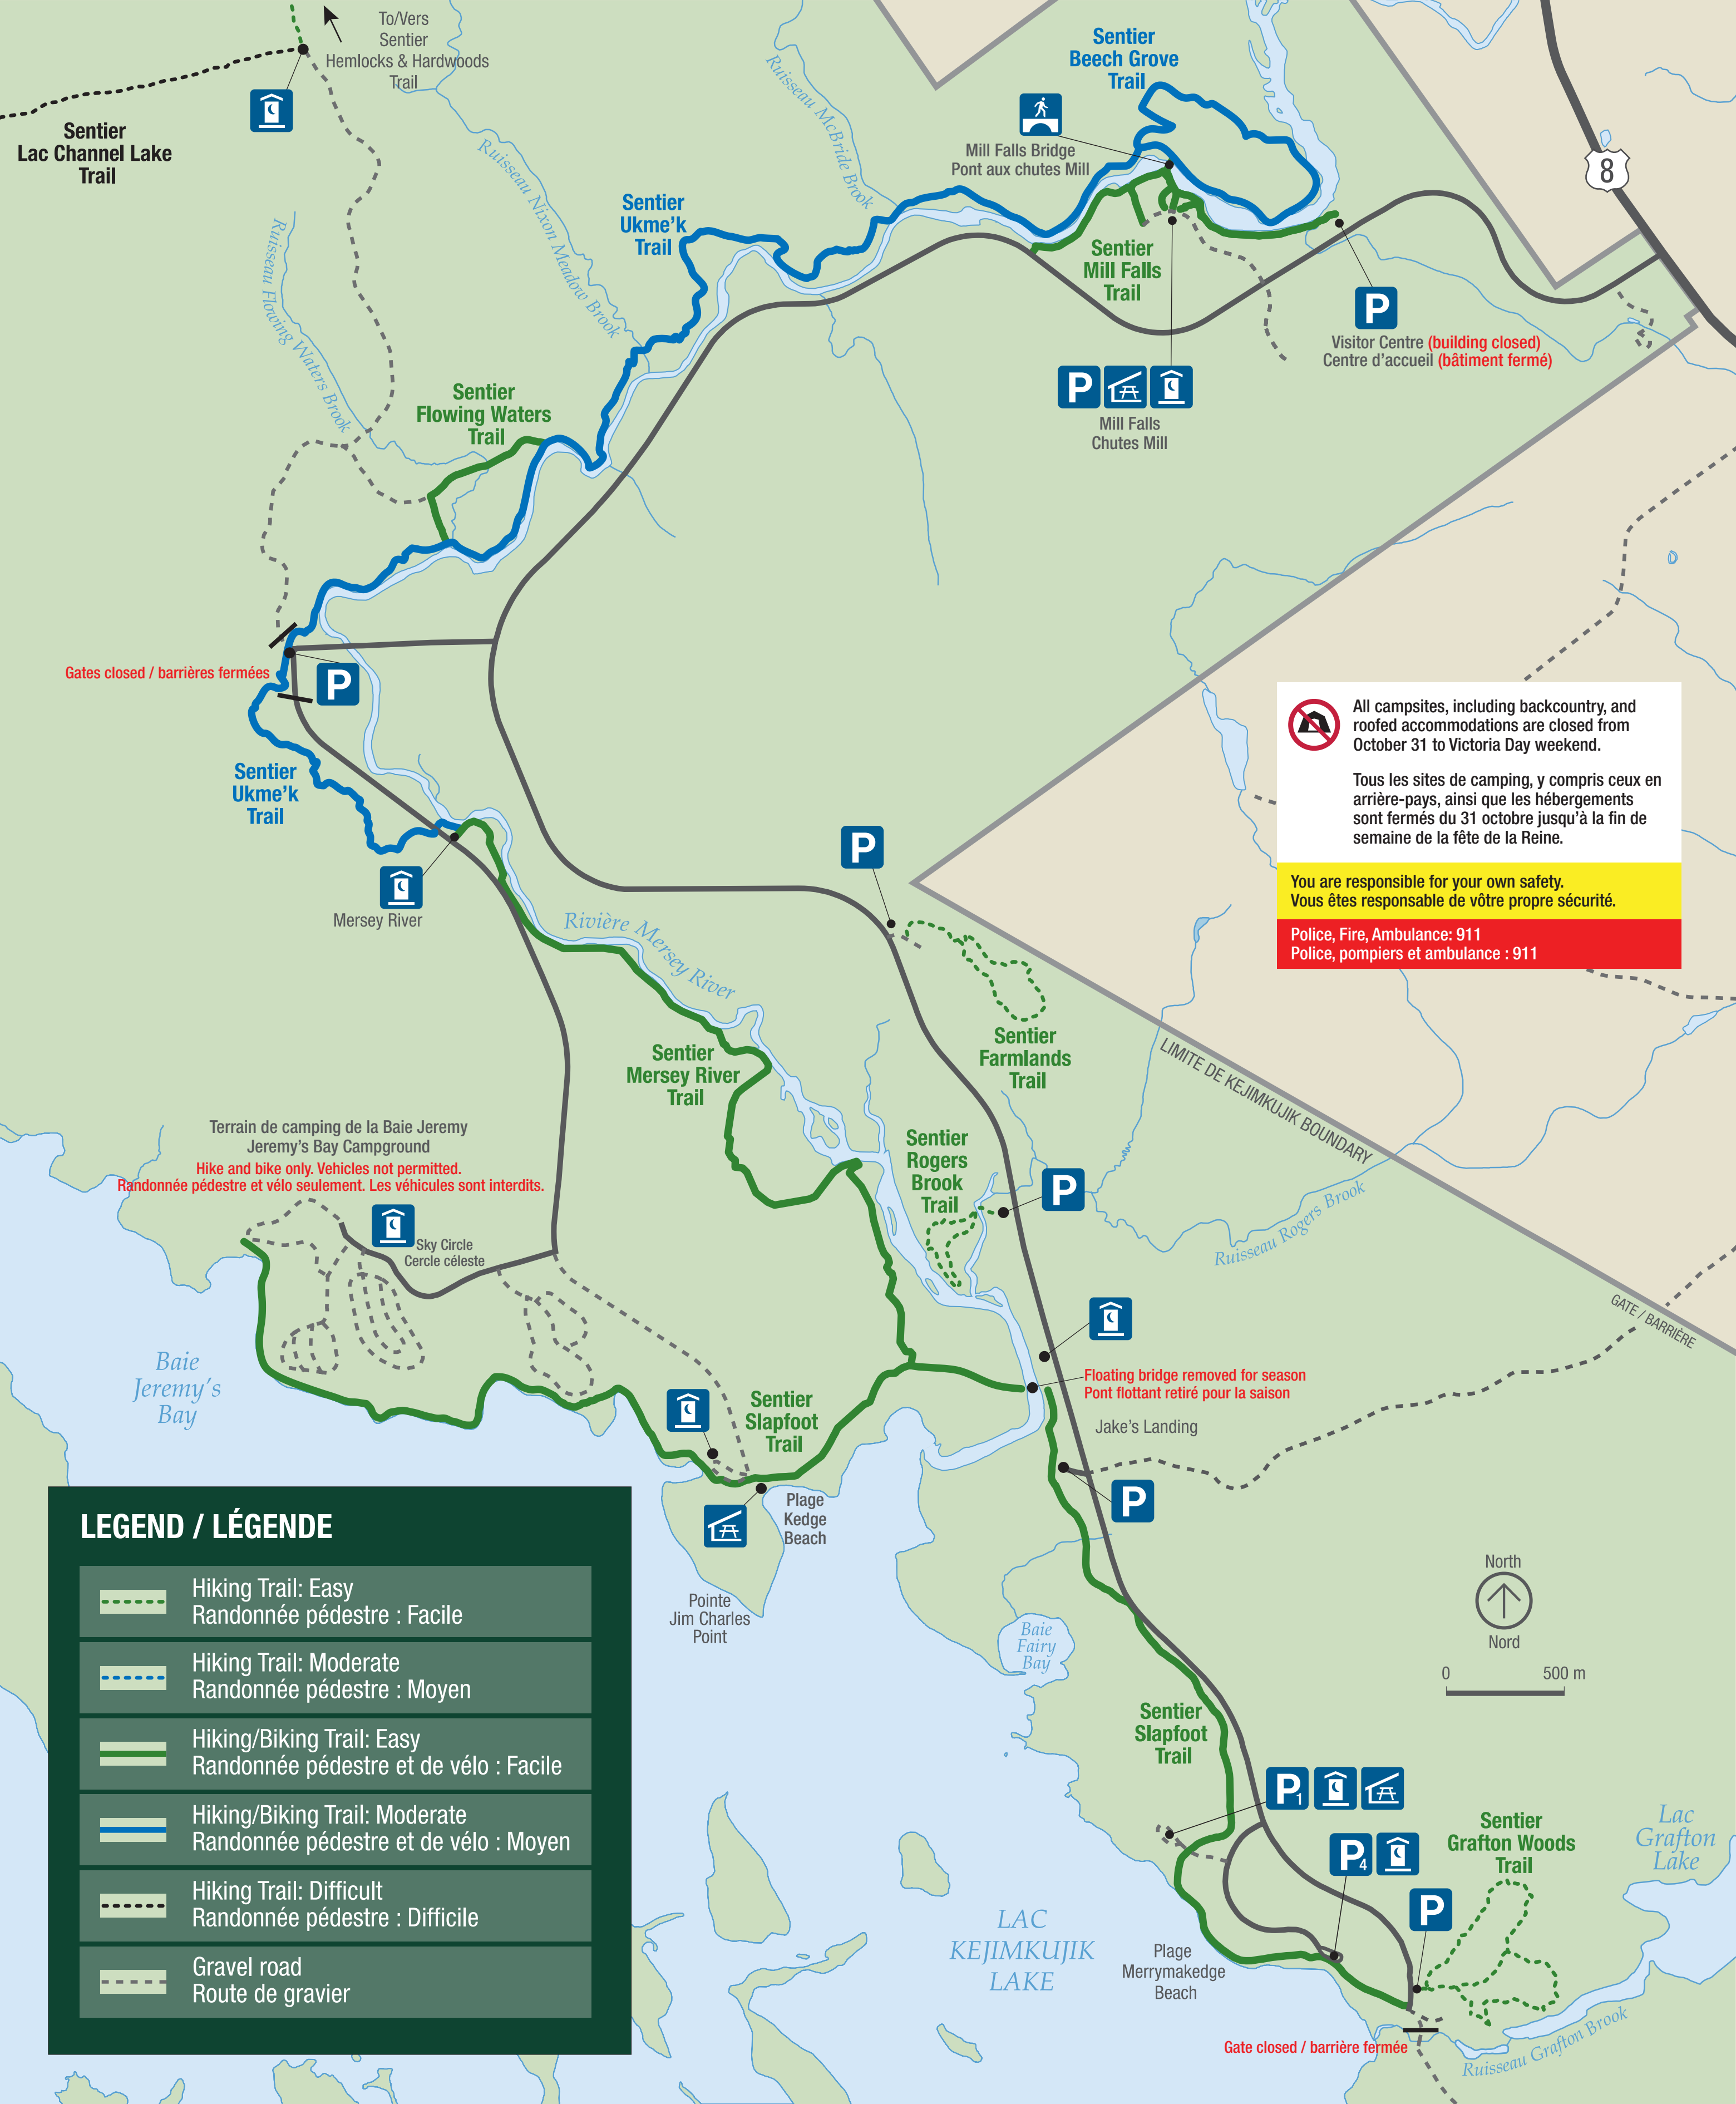 To/Vers
Sentier
Hemlocks & Hardwoods
Trail
Sentier
Lac Channel Lake
Trail
Ruisseau Flowing Waters Brook
Ruisseau Nixon Meadow Brook
Ruisseau McBride Brook
Sentier
Beech Grove
Trail
Mill Falls Bridge
Pont aux chutes Mill
8
Sentier
Ukme'k
Trail
Sentier
Mill Falls
Trail
P
Visitor Centre (building closed)
Centre d'accueil (bâtiment fermé)
P
Mill Falls
Chutes Mill
Sentier
Flowing Waters
Trail
Gates closed / barrières fermées
P
Sentier
Ukme'k
Trail
Mersey River
All campsites, including backcountry, and
roofed accommodations are closed from
October 31 to Victoria Day weekend.
Tous les sites de camping, y compris ceux en
arrière-pays, ainsi que les hébergements
sont fermés du 31 octobre jusqu'à la fin de
semaine de la fête de la Reine.
You are responsible for your own safety.
Vous êtes responsable de vôtre propre sécurité.
Police, Fire, Ambulance: 911
Police, pompiers et ambulance : 911
P
Rivière Mersey River
Sentier
Farmlands
Trail
Sentier
Mersey River
Trail
LIMITE DE KEJIMKUJIK BOUNDARY
Terrain de camping de la Baie Jeremy
Jeremy's Bay Campground
Hike and bike only. Vehicles not permitted.
Randonnée pédestre et vélo seulement. Les véhicules sont interdits.
Sky Circle
Cercle céleste
Sentier
Rogers
Brook
Trail
P
Ruisseau Rogers Brook
GATE / BARRIÈRE
Baie
Jeremy's
Bay
Floating bridge removed for season
Pont flottant retiré pour la saison
Jake's Landing
P
Sentier
Slapfoot
Trail
Plage
Kedge
Beach
Pointe
Jim Charles
Point
Baie
Fairy
Bay
North
Nord
0 500 m
Sentier
Slapfoot
Trail
P1
P4
P
Sentier
Grafton Woods
Trail
Lac
Grafton
Lake
LAC
KEJIMKUJIK
LAKE
Plage
Merrymakedge
Beach
Gate closed / barrière fermée
Ruisseau Grafton Brook
LEGEND / LÉGENDE
Hiking Trail: Easy
Randonnée pédestre : Facile
Hiking Trail: Moderate
Randonnée pédestre : Moyen
Hiking/Biking Trail: Easy
Randonnée pédestre et de vélo : Facile
Hiking/Biking Trail: Moderate
Randonnée pédestre et de vélo : Moyen
Hiking Trail: Difficult
Randonnée pédestre : Difficile
Gravel road
Route de gravier